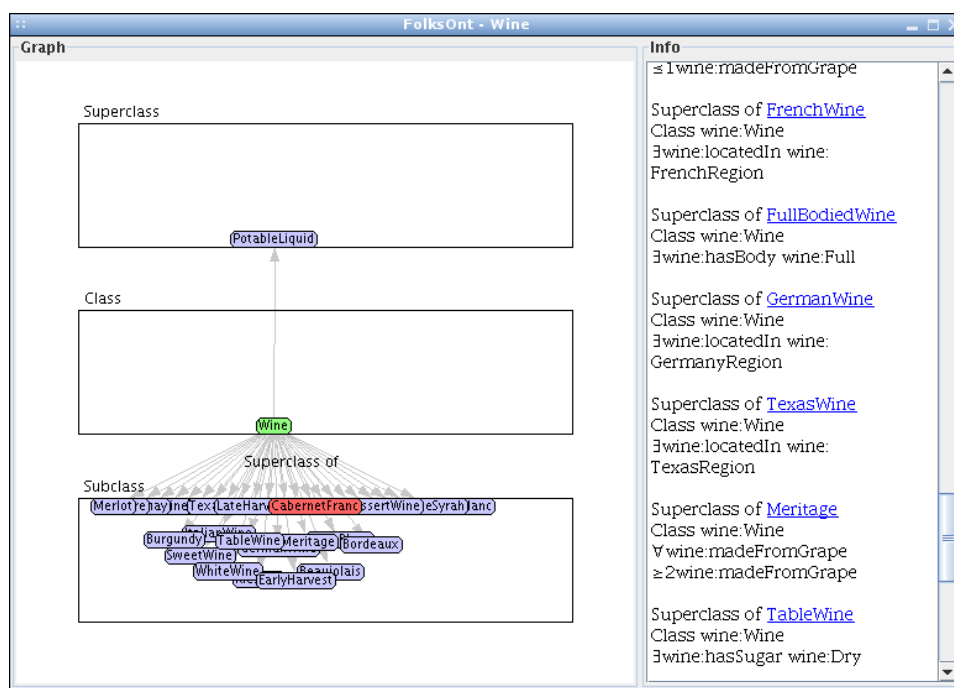 FolksOnt - Wine
Graph
Superclass
PotableLiquid
Class
Wine
Superclass of
Subclass
Merlot
LateHar
CabernetFranc
ssertWine
eSyrah
lanc
Burgundy
TableWine
Meritage
Bordeaux
SweetWine
WhiteWine
EarlyHarvest
Beaujolais
Info
≤1wine:madeFromGrape
Superclass of FrenchWine
Class wine:Wine
∃wine:locatedIn wine:
FrenchRegion
Superclass of FullBodiedWine
Class wine:Wine
∃wine:hasBody wine:Full
Superclass of GermanWine
Class wine:Wine
∃wine:locatedIn wine:
GermanyRegion
Superclass of TexasWine
Class wine:Wine
∃wine:locatedIn wine:
TexasRegion
Superclass of Meritage
Class wine:Wine
∀wine:madeFromGrape
≥2wine:madeFromGrape
Superclass of TableWine
Class wine:Wine
∃wine:hasSugar wine:Dry